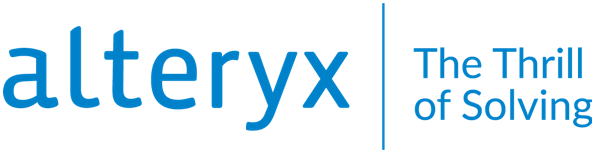 alteryx
The Thrill
of Solving